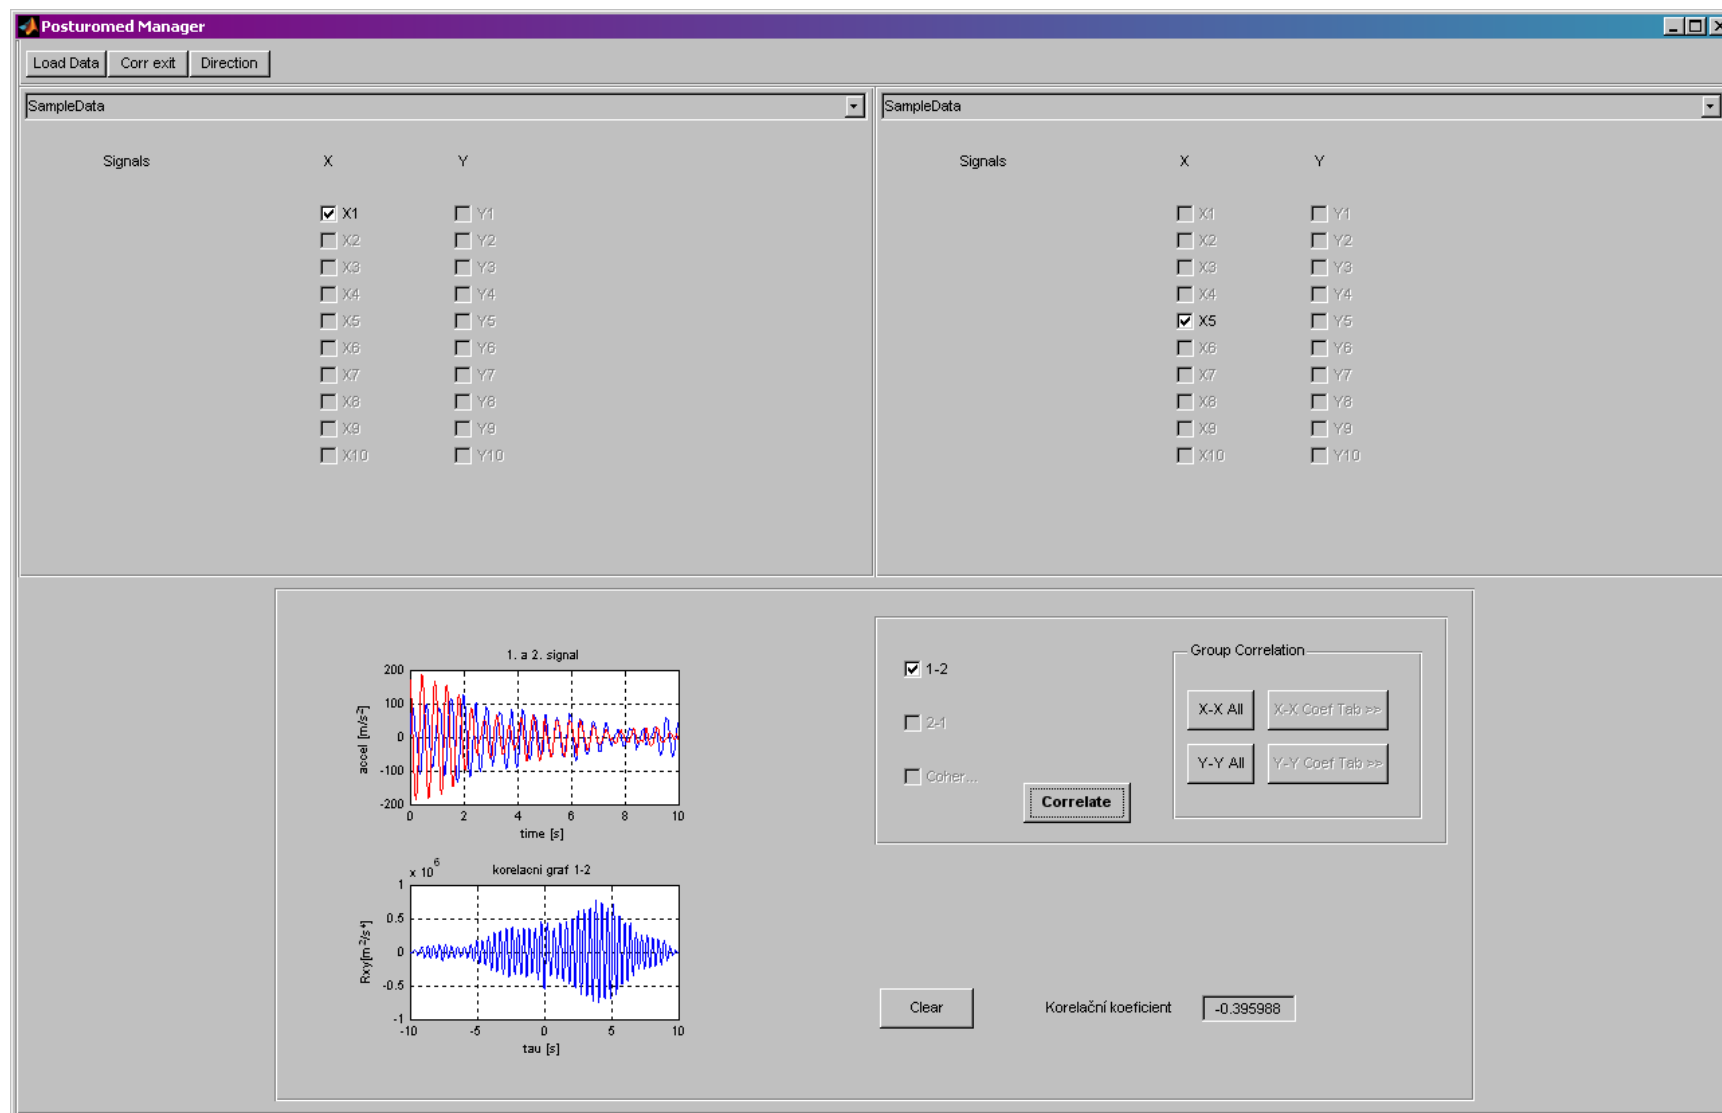 Posturomed Manager
Load Data Corr exit Direction
SampleData
Signals X Y
X1 Y1
X2 Y2
X3 Y3
X4 Y4
X5 Y5
X6 Y6
X7 Y7
X8 Y8
X9 Y9
X10 Y10
SampleData
Signals X Y
X1 Y1
X2 Y2
X3 Y3
X4 Y4
X5 Y5
X6 Y6
X7 Y7
X8 Y8
X9 Y9
X10 Y10
1. a 2. signal
200
100
0
-100
-200
accel [m/s²]
0 2 4 6 8 10
time [s]
x 10⁶
korelacni graf 1-2
1
0.5
0
-0.5
-1
Rxy[m²/s⁴]
-10 -5 0 5 10
tau [s]
1-2
2-1
Coher...
Correlate
Group Correlation
X-X All X-X Coef Tab >>
Y-Y All Y-Y Coef Tab >>
Clear
Korelační koeficient -0.395988